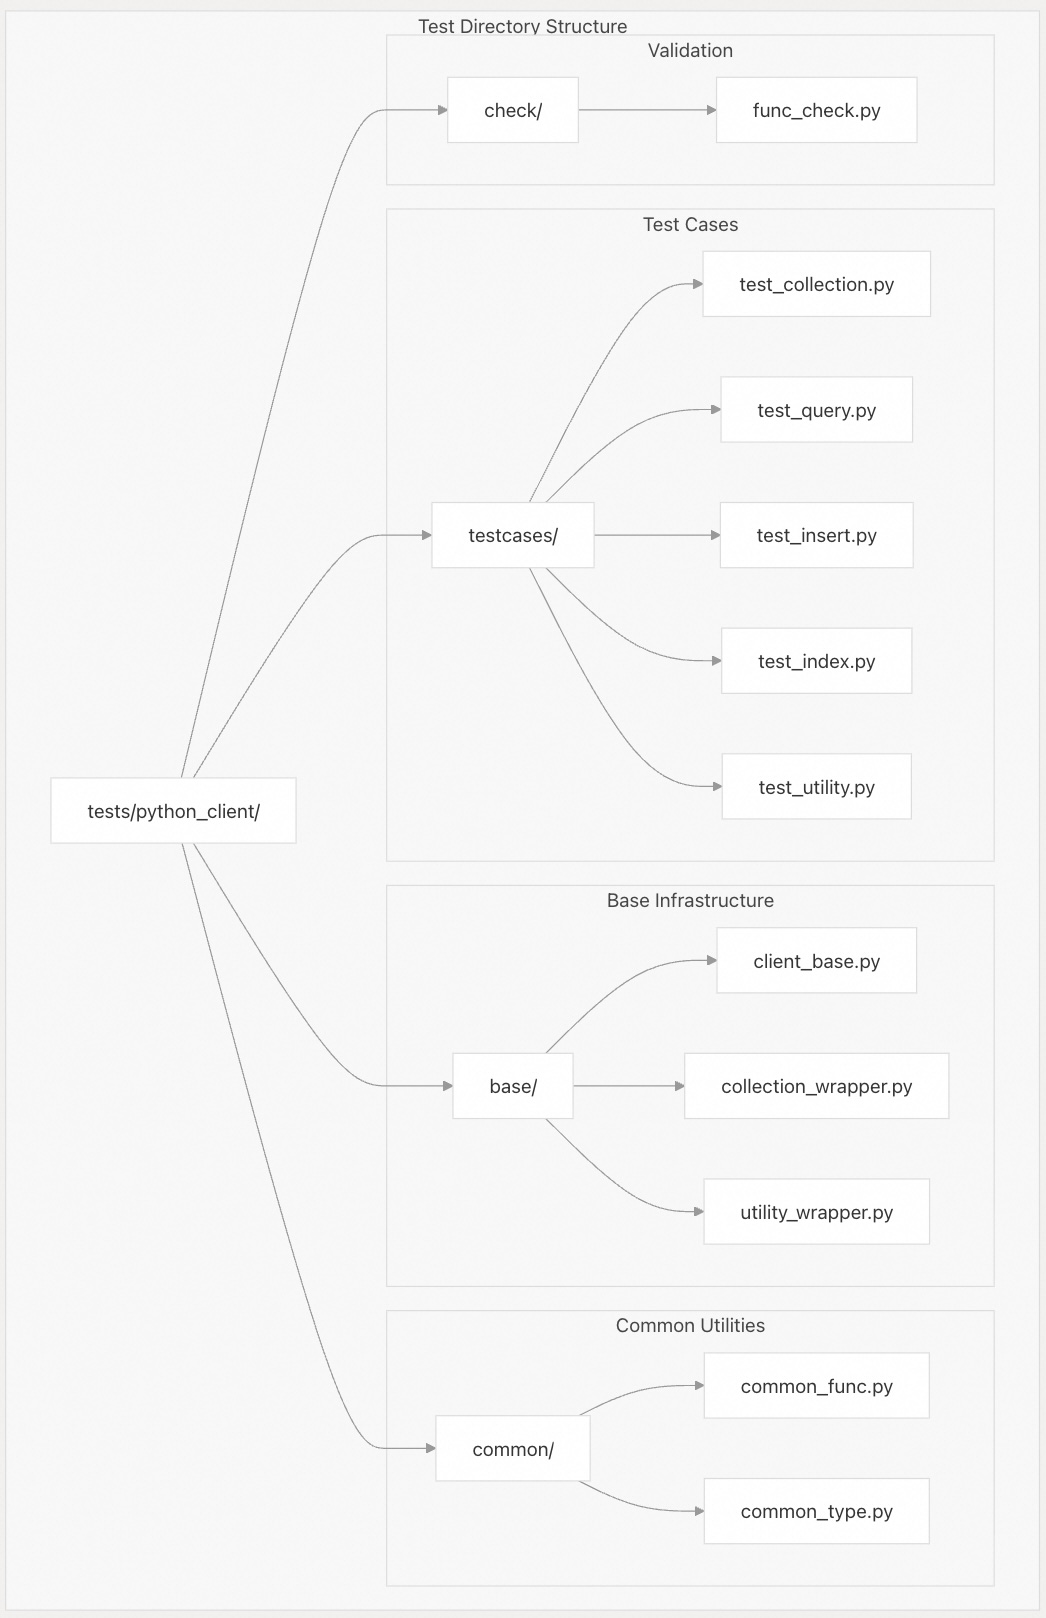 Test Directory Structure
Validation
check/
func_check.py
Test Cases
test_collection.py
test_query.py
testcases/
test_insert.py
test_index.py
test_utility.py
tests/python_client/
Base Infrastructure
client_base.py
base/
collection_wrapper.py
utility_wrapper.py
Common Utilities
common_func.py
common/
common_type.py